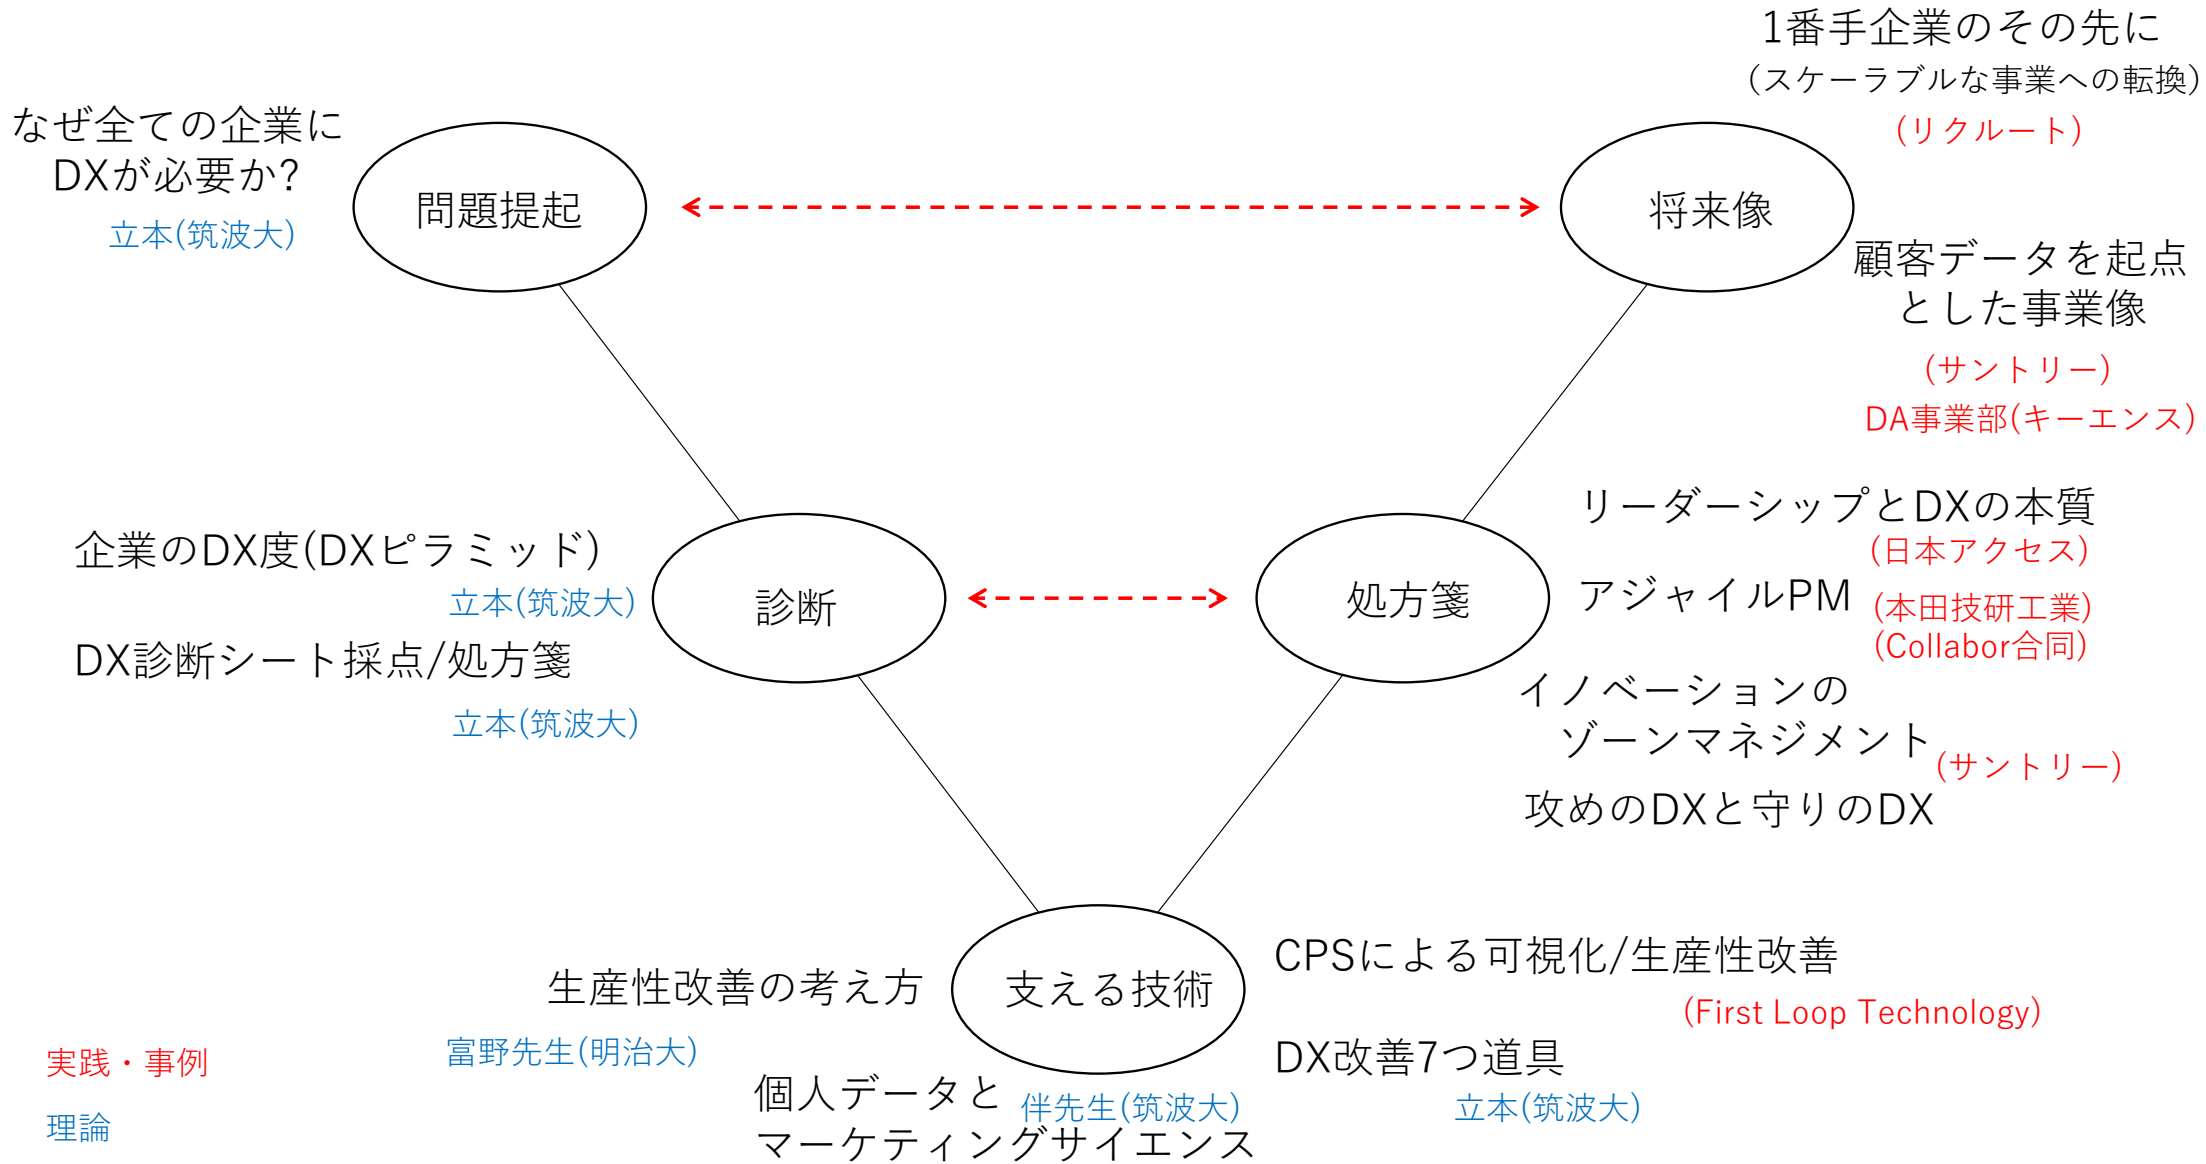 1番手企業のその先に
(スケーラブルな事業への転換)
(リクルート)
なぜ全ての企業に
DXが必要か?
立本(筑波大)
問題提起
将来像
顧客データを起点
とした事業像
(サントリー)
DA事業部(キーエンス)
企業のDX度(DXピラミッド)
立本(筑波大)
DX診断シート採点/処方箋
立本(筑波大)
診断
処方箋
リーダーシップとDXの本質
(日本アクセス)
アジャイルPM
(本田技研工業)
(Collabor合同)
イノベーションの
ゾーンマネジメント
(サントリー)
攻めのDXと守りのDX
生産性改善の考え方
富野先生(明治大)
支える技術
CPSによる可視化/生産性改善
(First Loop Technology)
DX改善7つ道具
立本(筑波大)
個人データと
マーケティングサイエンス
伴先生(筑波大)
実践・事例
理論